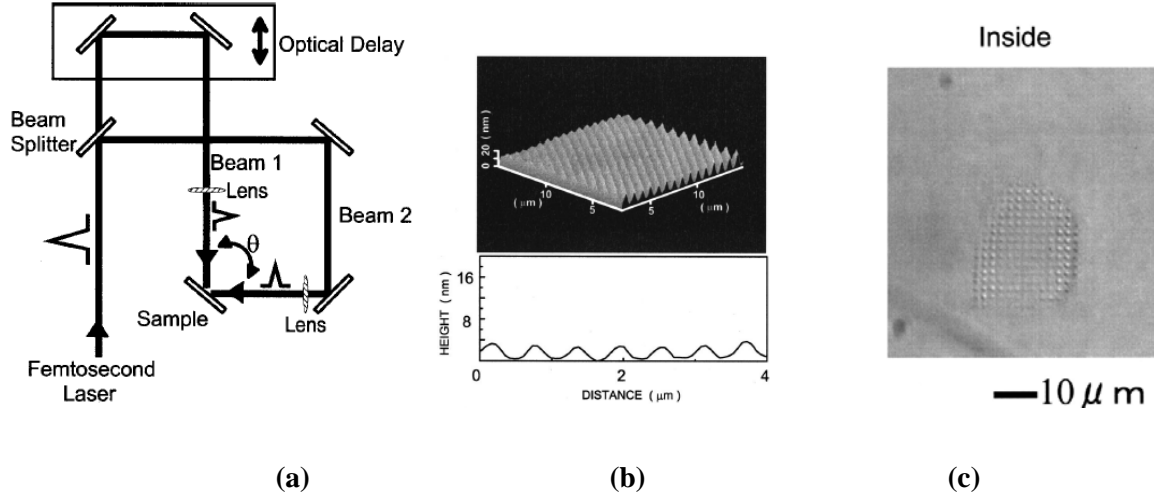 Optical Delay
Beam
Splitter
Beam 1
Lens
Beam 2
θ
Sample
Lens
Femtosecond
Laser
(a)
0 20 (nm)
10
(μm)
5
10
(μm)
5
HEIGHT (nm)
16
8
0
2
4
DISTANCE (μm)
(b)
Inside
10 μm
(c)